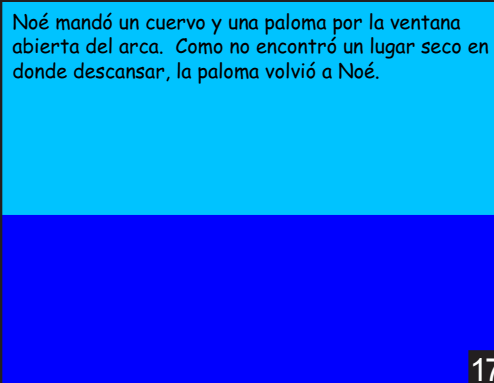 Noé mandó un cuervo y una paloma por la ventana
abierta del arca.  Como no encontró un lugar seco en
donde descansar, la paloma volvió a Noé.
17